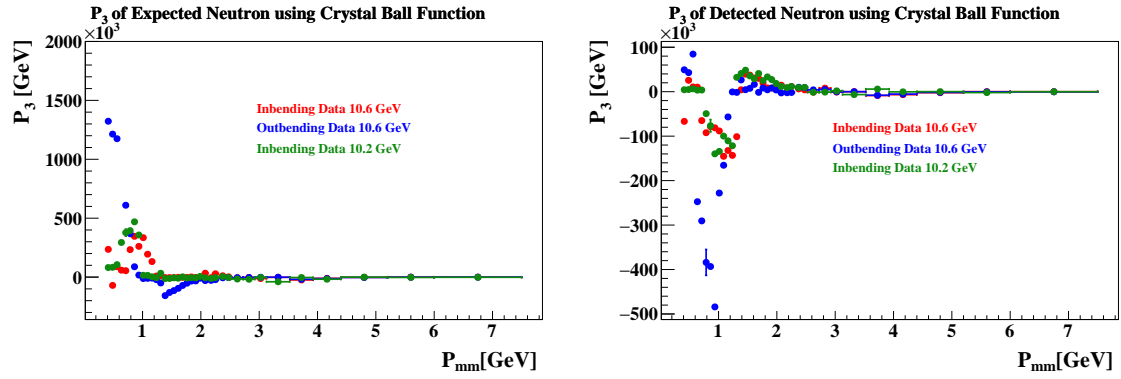 P3 of Expected Neutron using Crystal Ball Function
×10³
P3 [GeV]
2000
1500
1000
500
0
Inbending Data 10.6 GeV
Outbending Data 10.6 GeV
Inbending Data 10.2 GeV
1 2 3 4 5 6 7
Pmm[GeV]
P3 of Detected Neutron using Crystal Ball Function
×10³
P3 [GeV]
100
0
−100
−200
−300
−400
−500
Inbending Data 10.6 GeV
Outbending Data 10.6 GeV
Inbending Data 10.2 GeV
1 2 3 4 5 6 7
Pmm[GeV]